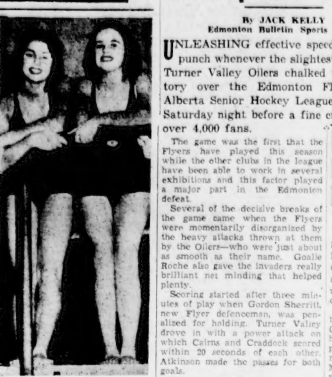 By JACK KELLY
Edmonton Bulletin Sports
UNLEASHING effective
punch whenever the
Turner Valley Oilers chalked
tory over the Edmonton
Alberta Senior Hockey League
Saturday night before a fine
over 4,000 fans.
The game was the first that the
Flyers have played this season
while the other clubs in the league
have been able to work in several
exhibitions and this factor played
a major part in the Edmonton
defeat.
Several of the decisive breaks of
the game came when the Flyers
were momentarily disorganized by
the heavy attacks thrown at them
by the Oilers—who were just about
as smooth as their name. Goalie
Roche also gave the invaders really
brilliant net minding that helped
plenty.
Scoring started after three min-
utes of play when Gordon Sherritt,
new Flyer defenceman, was pen-
alized for holding. Turner Valley
drove in with a power attack on
which Cairns and Craddock scored
within 20 seconds of each other.
Atkinson made the passes for both
goals.